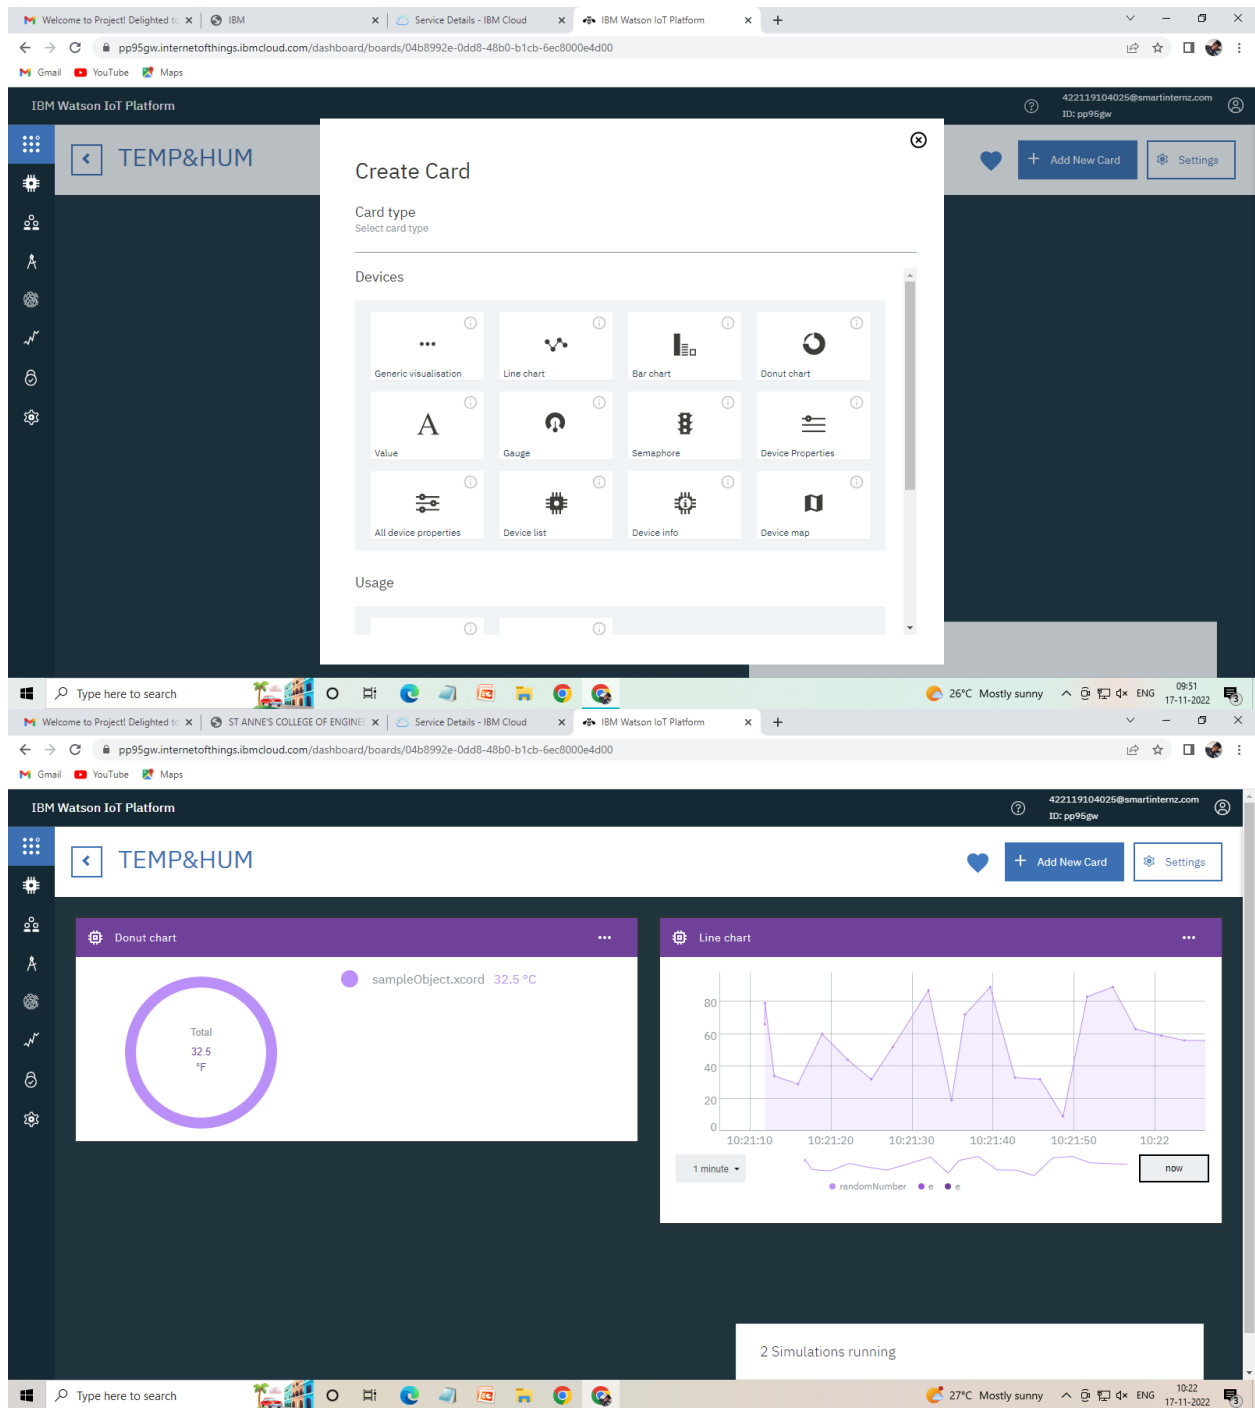 Welcome to Project! Delighted to
IBM
Service Details - IBM Cloud
IBM Watson IoT Platform
pp95gw.internetofthings.ibmcloud.com/dashboard/boards/04b8992e-0dd8-48b0-b1cb-6ec8000e4d00
Gmail YouTube Maps
IBM Watson IoT Platform
422119104025@smartinternz.com
ID: pp95gw
TEMP&HUM
Add New Card
Settings
Create Card
Card type
Select card type
Devices
Generic visualisation Line chart Bar chart Donut chart
A
Value Gauge Semaphore Device Properties
All device properties Device list Device info Device map
Usage
Type here to search
26°C Mostly sunny
ENG
09:51
17-11-2022
3
Welcome to Project! Delighted to
ST ANNE'S COLLEGE OF ENGINE
Service Details - IBM Cloud
IBM Watson IoT Platform
pp95gw.internetofthings.ibmcloud.com/dashboard/boards/04b8992e-0dd8-48b0-b1cb-6ec8000e4d00
Gmail YouTube Maps
IBM Watson IoT Platform
422119104025@smartinternz.com
ID: pp95gw
TEMP&HUM
Add New Card
Settings
Donut chart
sampleObject.xcord 32.5 °C
Total
32.5
°F
Line chart
80
60
40
20
0
10:21:10 10:21:20 10:21:30 10:21:40 10:21:50 10:22
1 minute
now
randomNumber e e
2 Simulations running
Type here to search
27°C Mostly sunny
ENG
10:22
17-11-2022
3